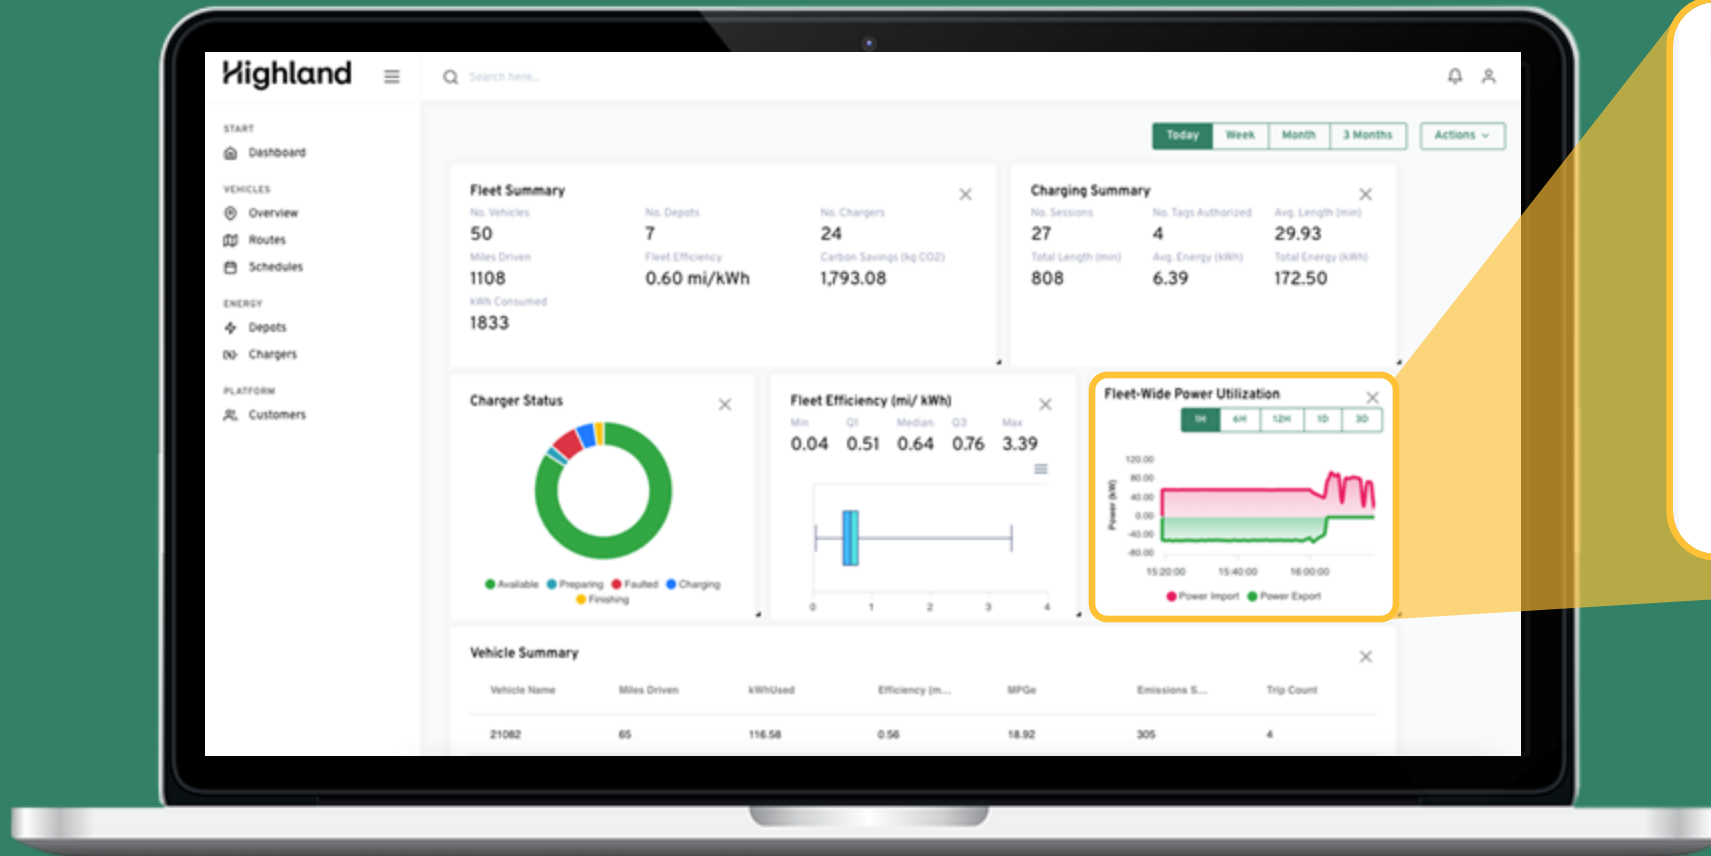 Highland
Search here...
START
Dashboard
VEHICLES
Overview
Routes
Schedules
ENERGY
Depots
Chargers
PLATFORM
Customers
Today Week Month 3 Months Actions
Fleet Summary
No. Vehicles No. Depots No. Chargers
50 7 24
Miles Driven Fleet Efficiency Carbon Savings (kg CO2)
1108 0.60 mi/kWh 1,793.08
kWh Consumed
1833
Charging Summary
No. Sessions No. Tags Authorized Avg. Length (min)
27 4 29.93
Total Length (min) Avg. Energy (kWh) Total Energy (kWh)
808 6.39 172.50
Charger Status
Available Preparing Faulted Charging
Finishing
Fleet Efficiency (mi/ kWh)
Min Q1 Median Q3 Max
0.04 0.51 0.64 0.76 3.39
0 1 2 3 4
Fleet-Wide Power Utilization
1H 6H 12H 1D 3D
Power (kW)
120.00
80.00
40.00
0.00
-40.00
-80.00
15:20:00 15:40:00 16:00:00
Power Import Power Export
Vehicle Summary
Vehicle Name Miles Driven kWhUsed Efficiency (m... MPGe Emissions S... Trip Count
21082 65 116.58 0.56 18.92 305 4